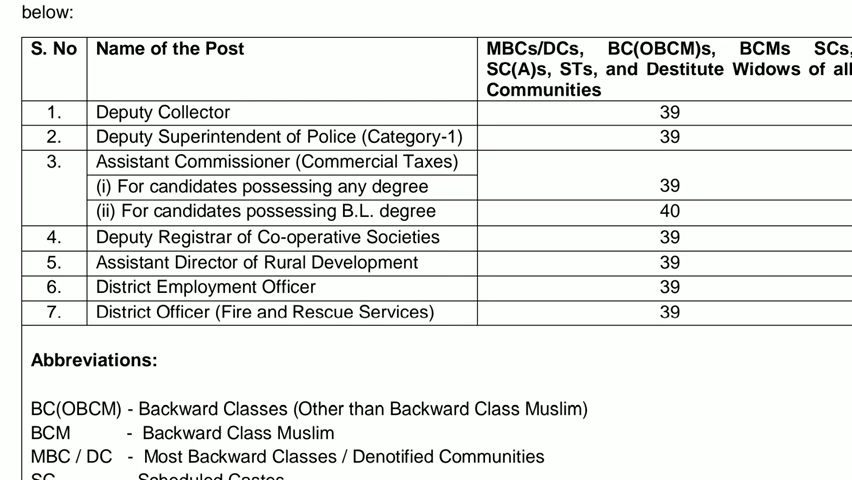 below:
S. No Name of the Post MBCs/DCs, BC(OBCM)s, BCMs SCs,
SC(A)s, STs, and Destitute Widows of all
Communities
1. Deputy Collector 39
2. Deputy Superintendent of Police (Category-1) 39
3. Assistant Commissioner (Commercial Taxes)
(i) For candidates possessing any degree 39
(ii) For candidates possessing B.L. degree 40
4. Deputy Registrar of Co-operative Societies 39
5. Assistant Director of Rural Development 39
6. District Employment Officer 39
7. District Officer (Fire and Rescue Services) 39
Abbreviations:
BC(OBCM) - Backward Classes (Other than Backward Class Muslim)
BCM - Backward Class Muslim
MBC / DC - Most Backward Classes / Denotified Communities
SC - Scheduled Castes